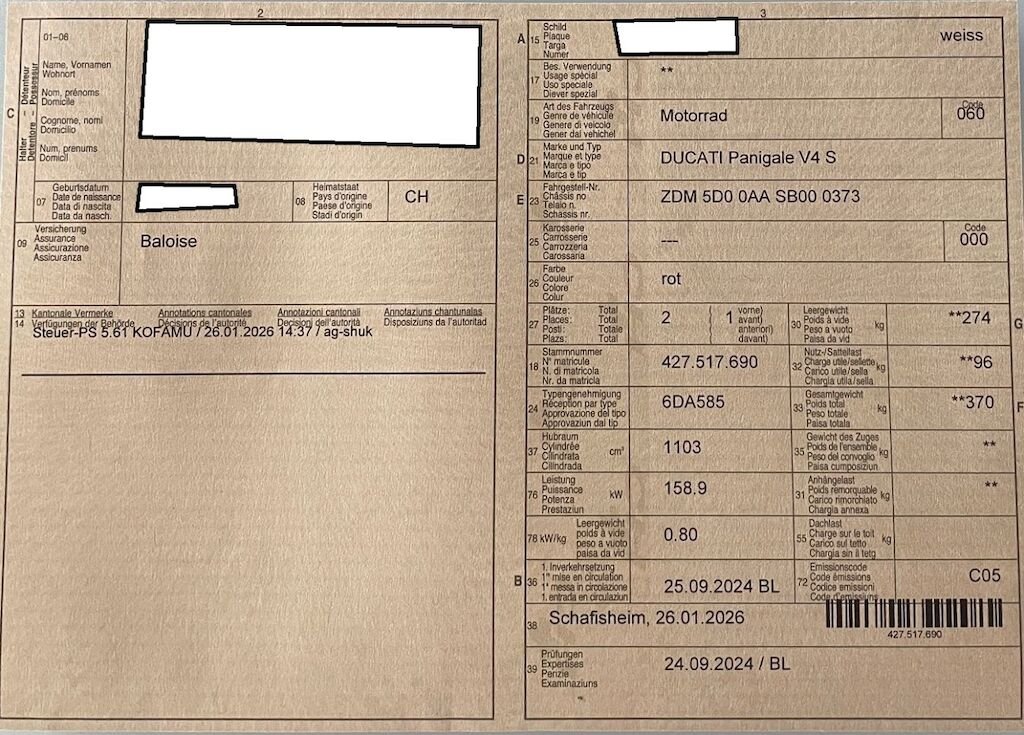 2
01–06
Name, Vornamen
Wohnort
Nom, prénoms
Domicile
Cognome, nomi
Domicilio
Num, prenums
Domicil
C
Halter – Détenteur
Detentore – Possessur
07
Geburtsdatum
Date de naissance
Data di nascita
Data da nasch.
08
Heimatstaat
Pays d'origine
Paese d'origine
Stadi d'origin
CH
09
Versicherung
Assurance
Assicurazione
Assicuranza
Baloise
13 Kantonale Vermerke Annotations cantonales Annotazioni cantonali Annotaziuns chantunalas
14 Verfügungen der Behörde Décisions de l'autorité Decisioni dell'autorità Disposiziuns da l'autoritad
Steuer-PS 5.61 KOFAMU / 26.01.2026 14:37 / ag-shuk
3
A 15
Schild
Plaque
Targa
Numer
weiss
17
Bes. Verwendung
Usage spécial
Uso speciale
Diever spezial
**
19
Art des Fahrzeugs
Genre de véhicule
Genere di veicolo
Gener dal vehichel
Motorrad
Code
060
D 21
Marke und Typ
Marque et type
Marca e tipo
Marca e tip
DUCATI Panigale V4 S
E 23
Fahrgestell-Nr.
Châssis no
Telaio n.
Schassis nr.
ZDM 5D0 0AA SB00 0373
25
Karosserie
Carrosserie
Carrozzeria
Carossaria
---
Code
000
26
Farbe
Couleur
Colore
Colur
rot
27
Plätze: Total
Places: Total
Posti: Totale
Plazs: Total
2
( 1 vorne)
avant)
( anteriori)
davant)
30
Leergewicht
Poids à vide
Peso a vuoto
Paisa da vid
kg
**274
G
18
Stammnummer
N° matricule
N. di matricola
Nr. da matricla
427.517.690
32
Nutz-/Sattellast
Charge utile/sellette
Carico utile/sella
Chargia utila/sella
kg
**96
24
Typengenehmigung
Réception par type
Approvazione del tipo
Approvaziun dal tip
6DA585
33
Gesamtgewicht
Poids total
Peso totale
Paisa totala
kg
**370
F
37
Hubraum
Cylindrée
Cilindrata
Cilindrada
cm³
1103
35
Gewicht des Zuges
Poids de l'ensemble
Peso del convoglio
Paisa cumposiziun
kg
**
76
Leistung
Puissance
Potenza
Prestaziun
kW
158.9
31
Anhängelast
Poids remorquable
Carico rimorchiato
Chargia annexa
kg
**
78 kW/kg
Leergewicht
poids à vide
peso a vuoto
paisa da vid
0.80
55
Dachlast
Charge sur le toit
Carico sul tetto
Chargia sin il tetg
kg
B 36
1. Inverkehrsetzung
1re mise en circulation
1a messa in circolazione
1. entrada en circulaziun
25.09.2024 BL
72
Emissionscode
Code émissions
Codice emissioni
Code d'emissiuns
C05
38
Schafisheim, 26.01.2026
427.517.690
39
Prüfungen
Expertises
Perizie
Examinaziuns
24.09.2024 / BL